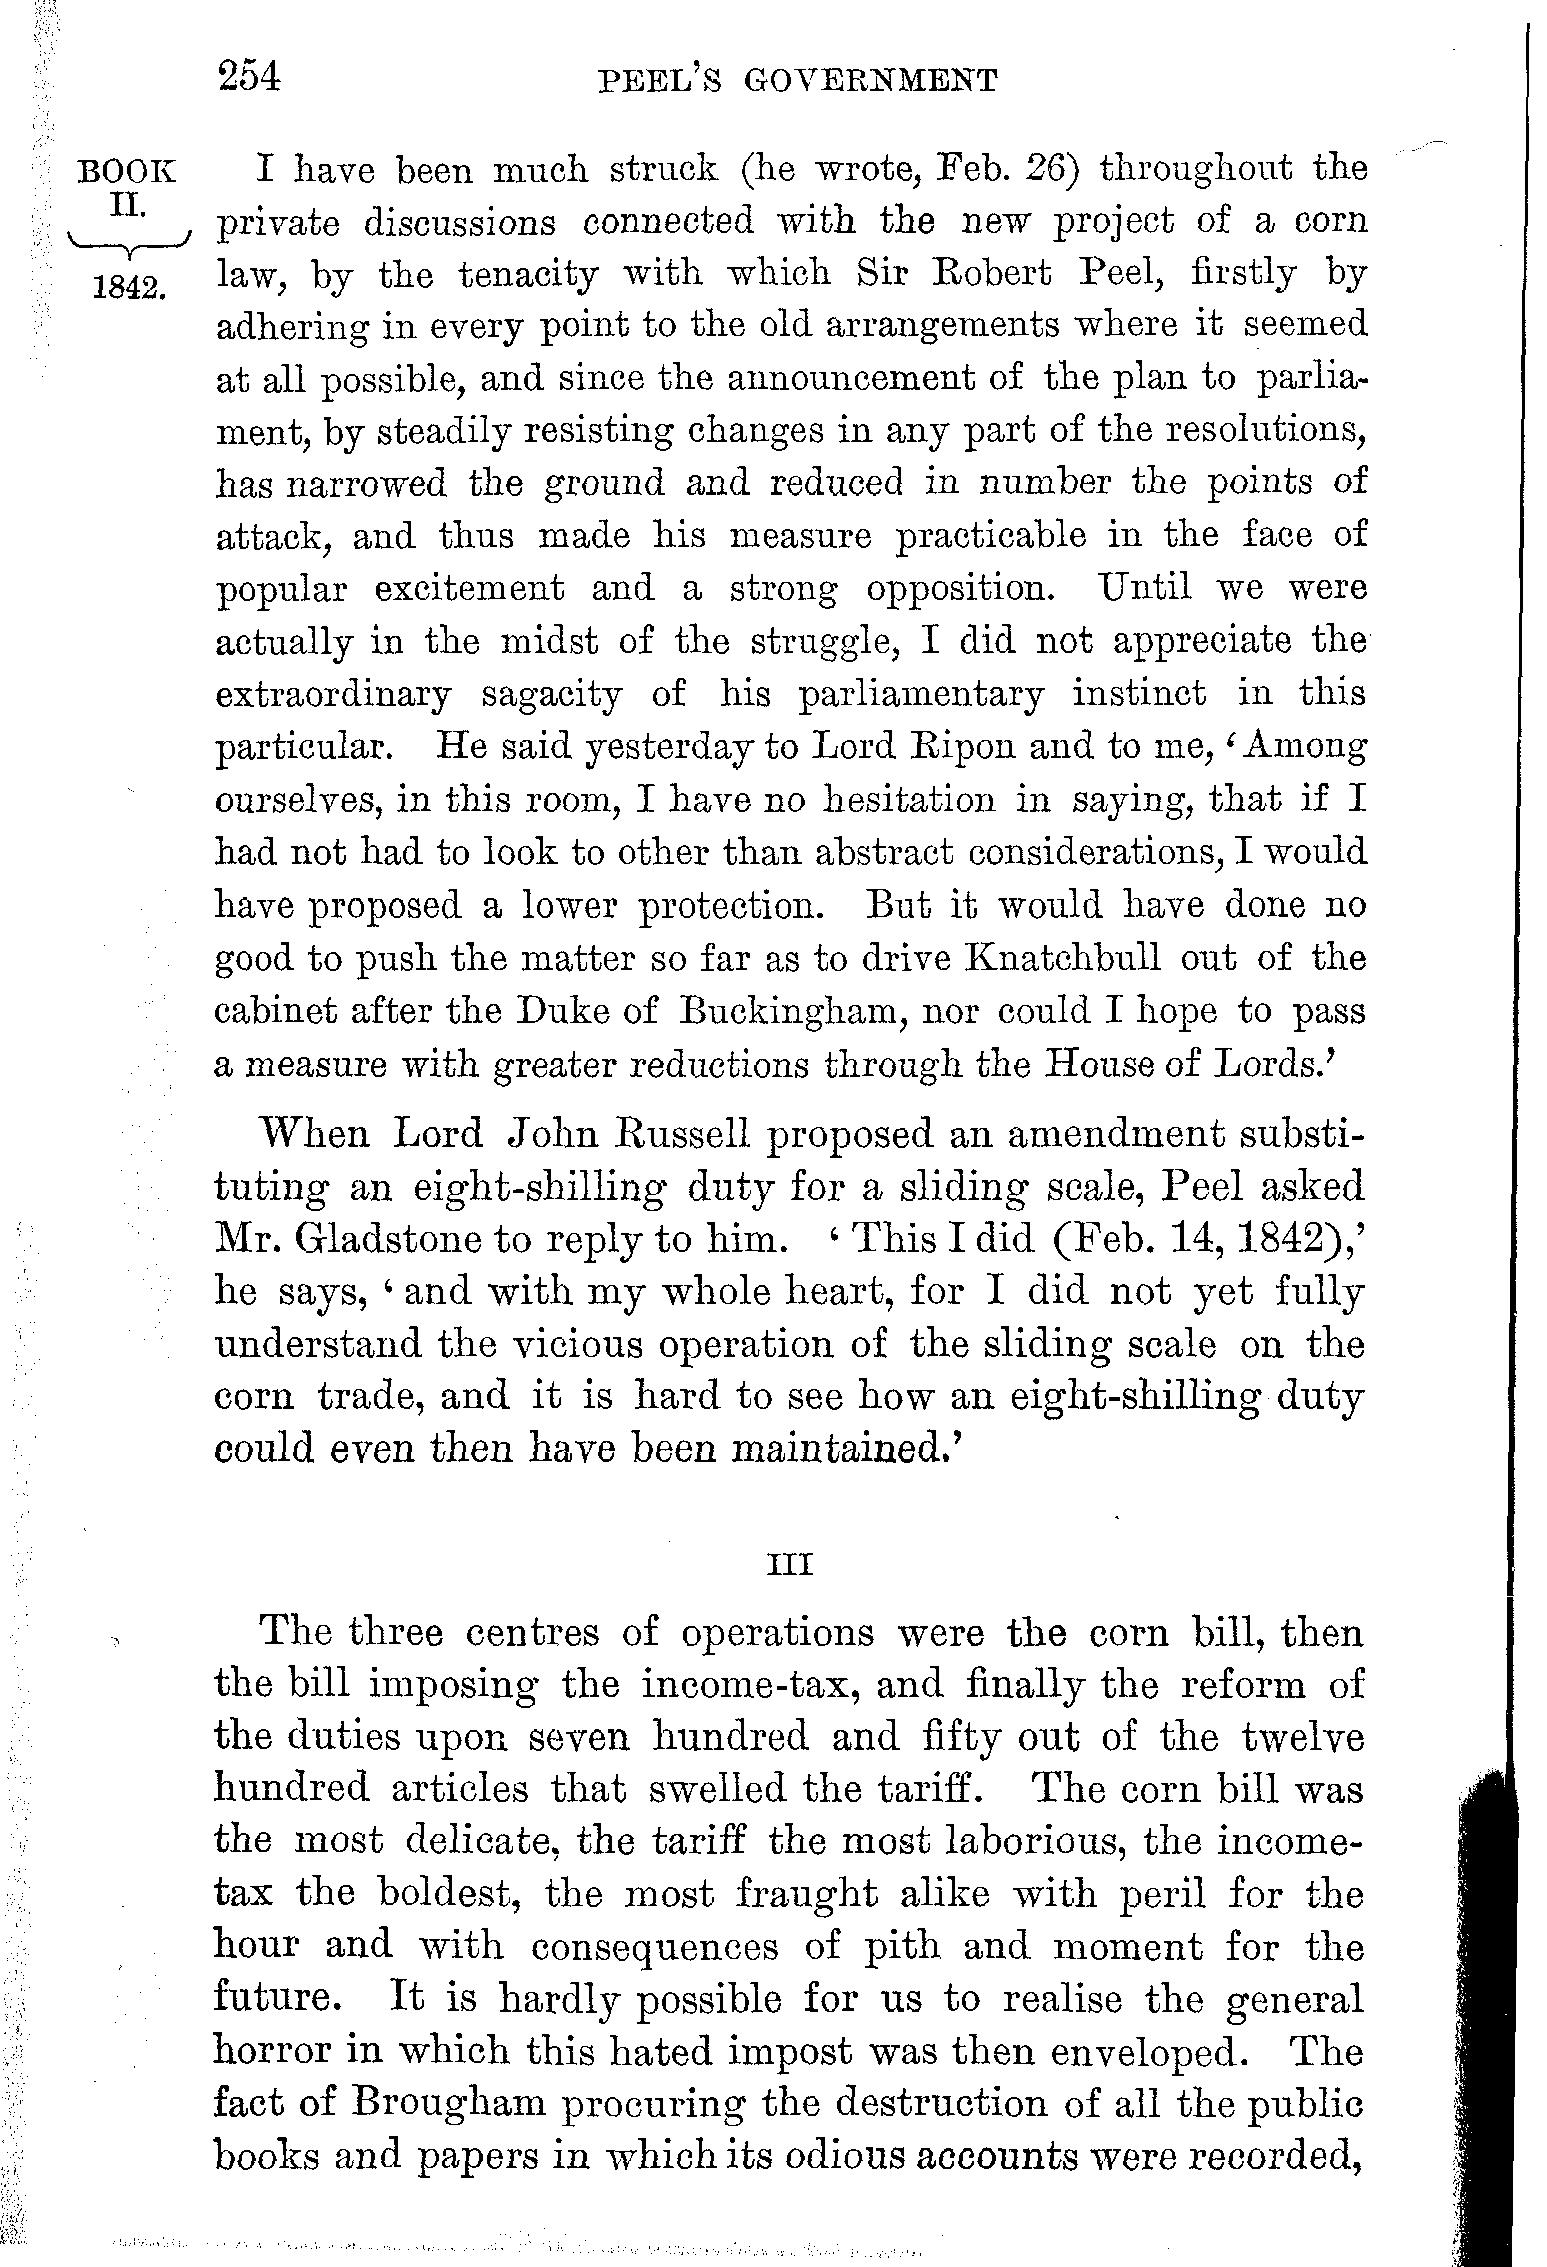 254 PEEL'S GOVERNMENT
BOOK
II.
1842.
I have been much struck (he wrote, Feb. 26) throughout the
private discussions connected with the new project of a corn
law, by the tenacity with which Sir Robert Peel, firstly by
adhering in every point to the old arrangements where it seemed
at all possible, and since the announcement of the plan to parlia-
ment, by steadily resisting changes in any part of the resolutions,
has narrowed the ground and reduced in number the points of
attack, and thus made his measure practicable in the face of
popular excitement and a strong opposition. Until we were
actually in the midst of the struggle, I did not appreciate the
extraordinary sagacity of his parliamentary instinct in this
particular. He said yesterday to Lord Ripon and to me, ‘Among
ourselves, in this room, I have no hesitation in saying, that if I
had not had to look to other than abstract considerations, I would
have proposed a lower protection. But it would have done no
good to push the matter so far as to drive Knatchbull out of the
cabinet after the Duke of Buckingham, nor could I hope to pass
a measure with greater reductions through the House of Lords.’
When Lord John Russell proposed an amendment substi-
tuting an eight-shilling duty for a sliding scale, Peel asked
Mr. Gladstone to reply to him. ‘This I did (Feb. 14, 1842),’
he says, ‘and with my whole heart, for I did not yet fully
understand the vicious operation of the sliding scale on the
corn trade, and it is hard to see how an eight-shilling duty
could even then have been maintained.’
III
The three centres of operations were the corn bill, then
the bill imposing the income-tax, and finally the reform of
the duties upon seven hundred and fifty out of the twelve
hundred articles that swelled the tariff. The corn bill was
the most delicate, the tariff the most laborious, the income-
tax the boldest, the most fraught alike with peril for the
hour and with consequences of pith and moment for the
future. It is hardly possible for us to realise the general
horror in which this hated impost was then enveloped. The
fact of Brougham procuring the destruction of all the public
books and papers in which its odious accounts were recorded,